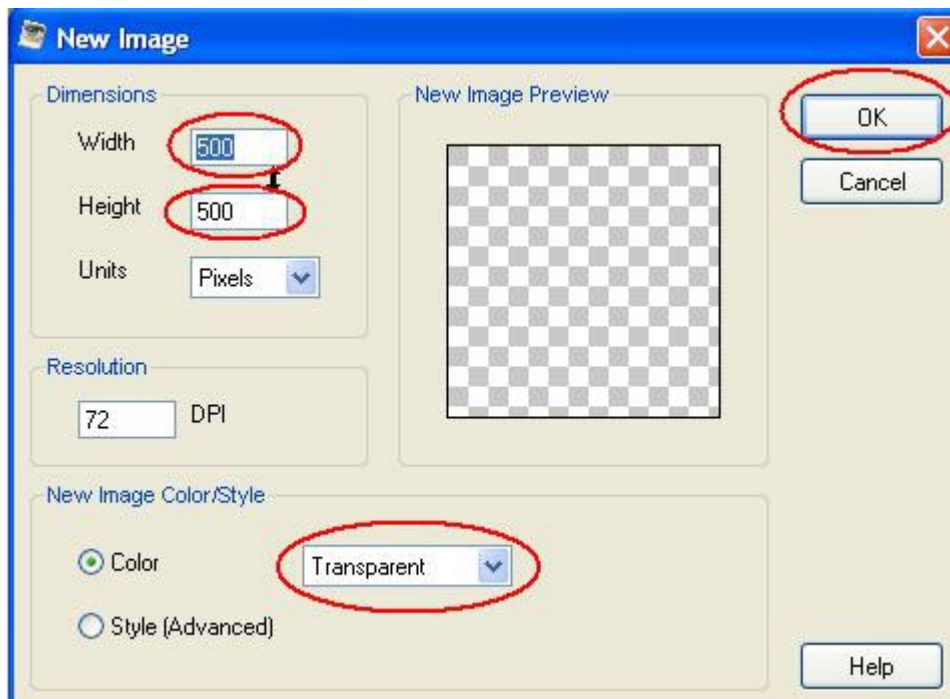 New Image
Dimensions
Width 500
Height 500
Units Pixels
New Image Preview
OK
Cancel
Resolution
72 DPI
New Image Color/Style
Color Transparent
Style (Advanced)
Help